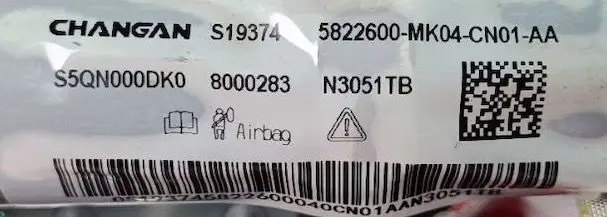 CHANGAN S19374 5822600-MK04-CN01-AA
S5QN000DK0 8000283 N3051TB
Airbag